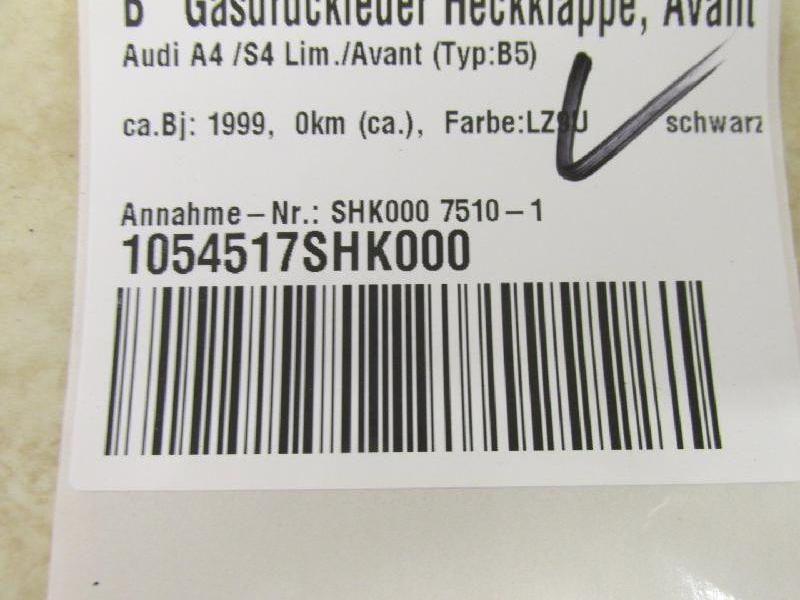 B Gasdruckfeder Heckklappe, Avant
Audi A4 /S4 Lim./Avant (Typ:B5)
ca.Bj: 1999, 0km (ca.), Farbe:LZ9U schwarz
Annahme-Nr.: SHK000 7510-1
1054517SHK000